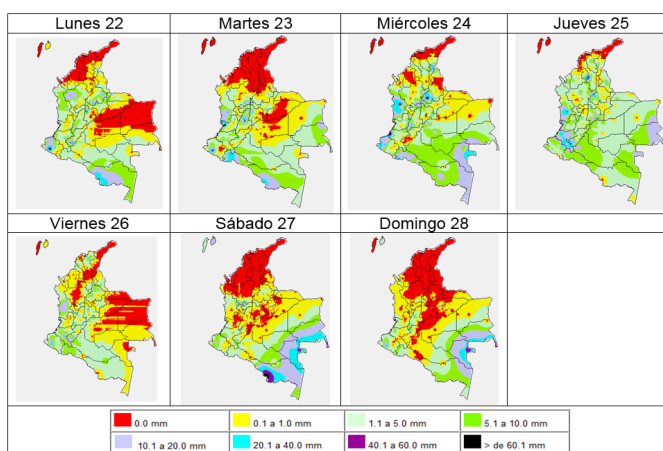 Lunes 22
Martes 23
Miércoles 24
Jueves 25
Viernes 26
Sábado 27
Domingo 28
0.0 mm
0.1 a 1.0 mm
1.1 a 5.0 mm
5.1 a 10.0 mm
10.1 a 20.0 mm
20.1 a 40.0 mm
40.1 a 60.0 mm
> de 60.1 mm